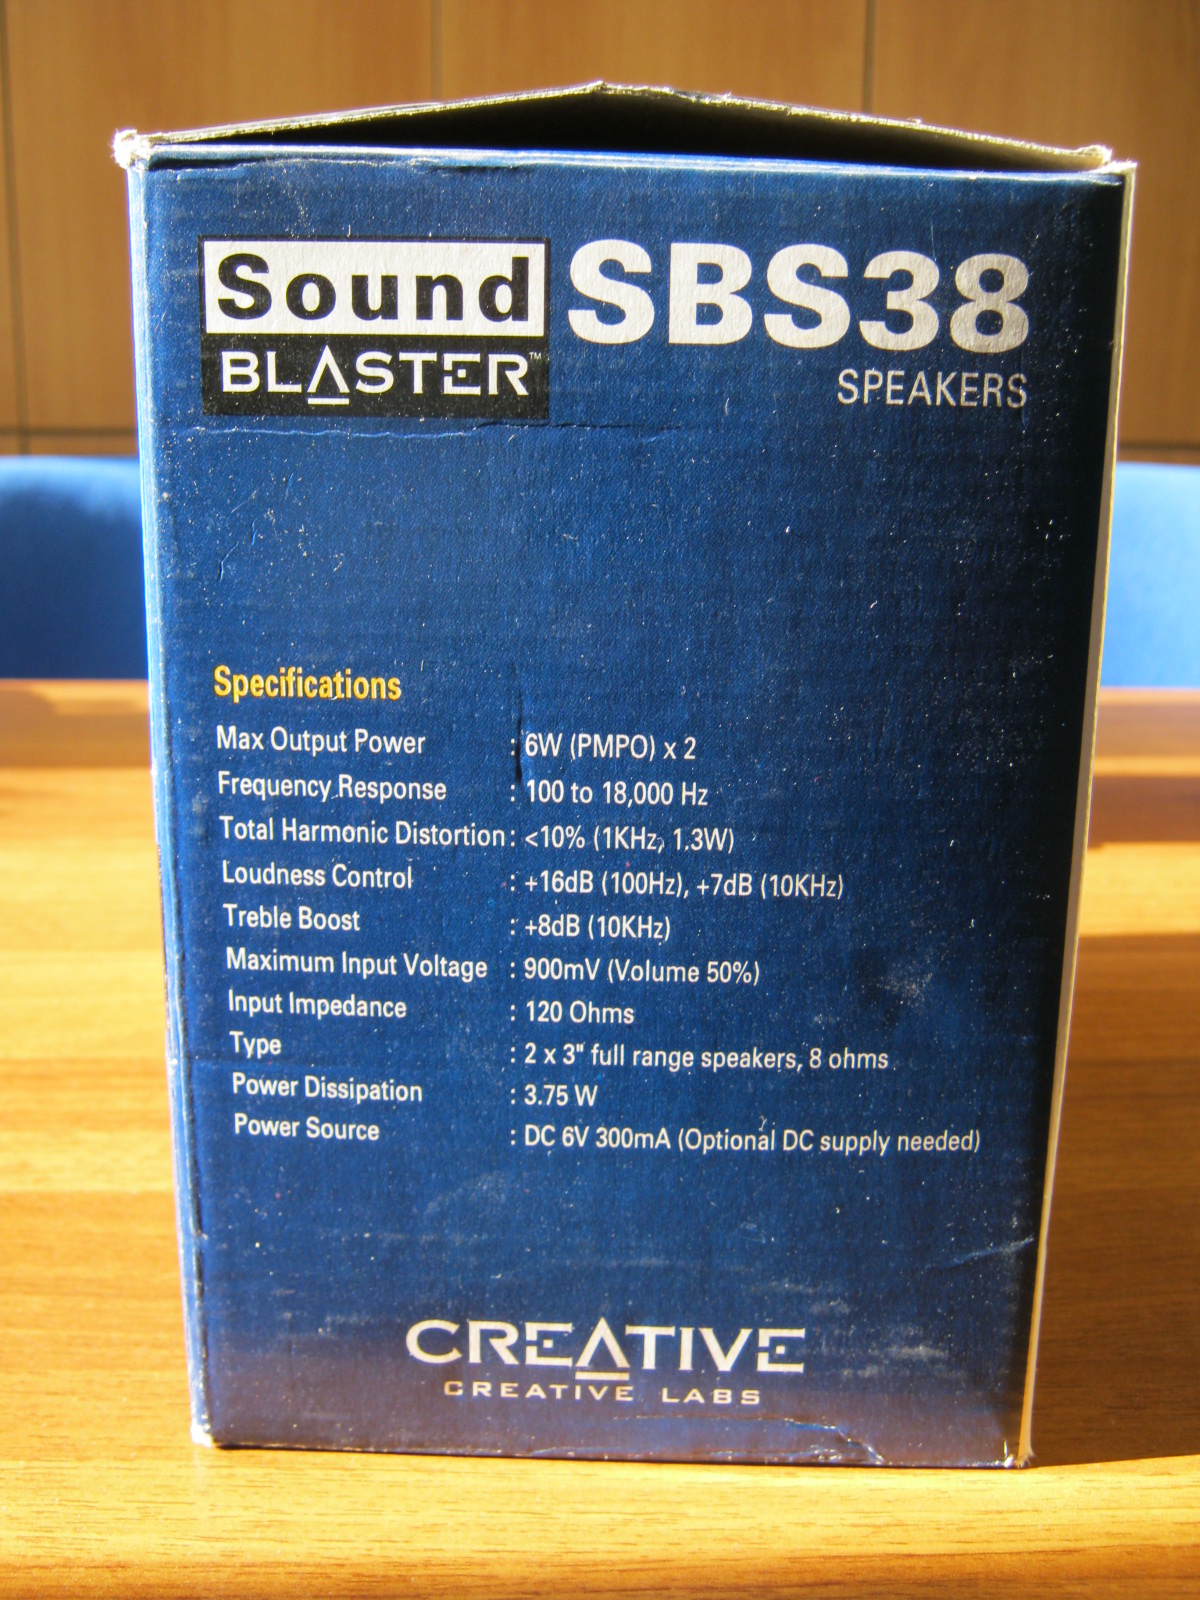 Sound SBS38
BLASTER™
SPEAKERS
Specifications
Max Output Power : 6W (PMPO) x 2
Frequency Response : 100 to 18,000 Hz
Total Harmonic Distortion : <10% (1KHz, 1.3W)
Loudness Control : +16dB (100Hz), +7dB (10KHz)
Treble Boost : +8dB (10KHz)
Maximum Input Voltage : 900mV (Volume 50%)
Input Impedance : 120 Ohms
Type : 2 x 3" full range speakers, 8 ohms
Power Dissipation : 3.75 W
Power Source : DC 6V 300mA (Optional DC supply needed)
CREATIVE
CREATIVE LABS